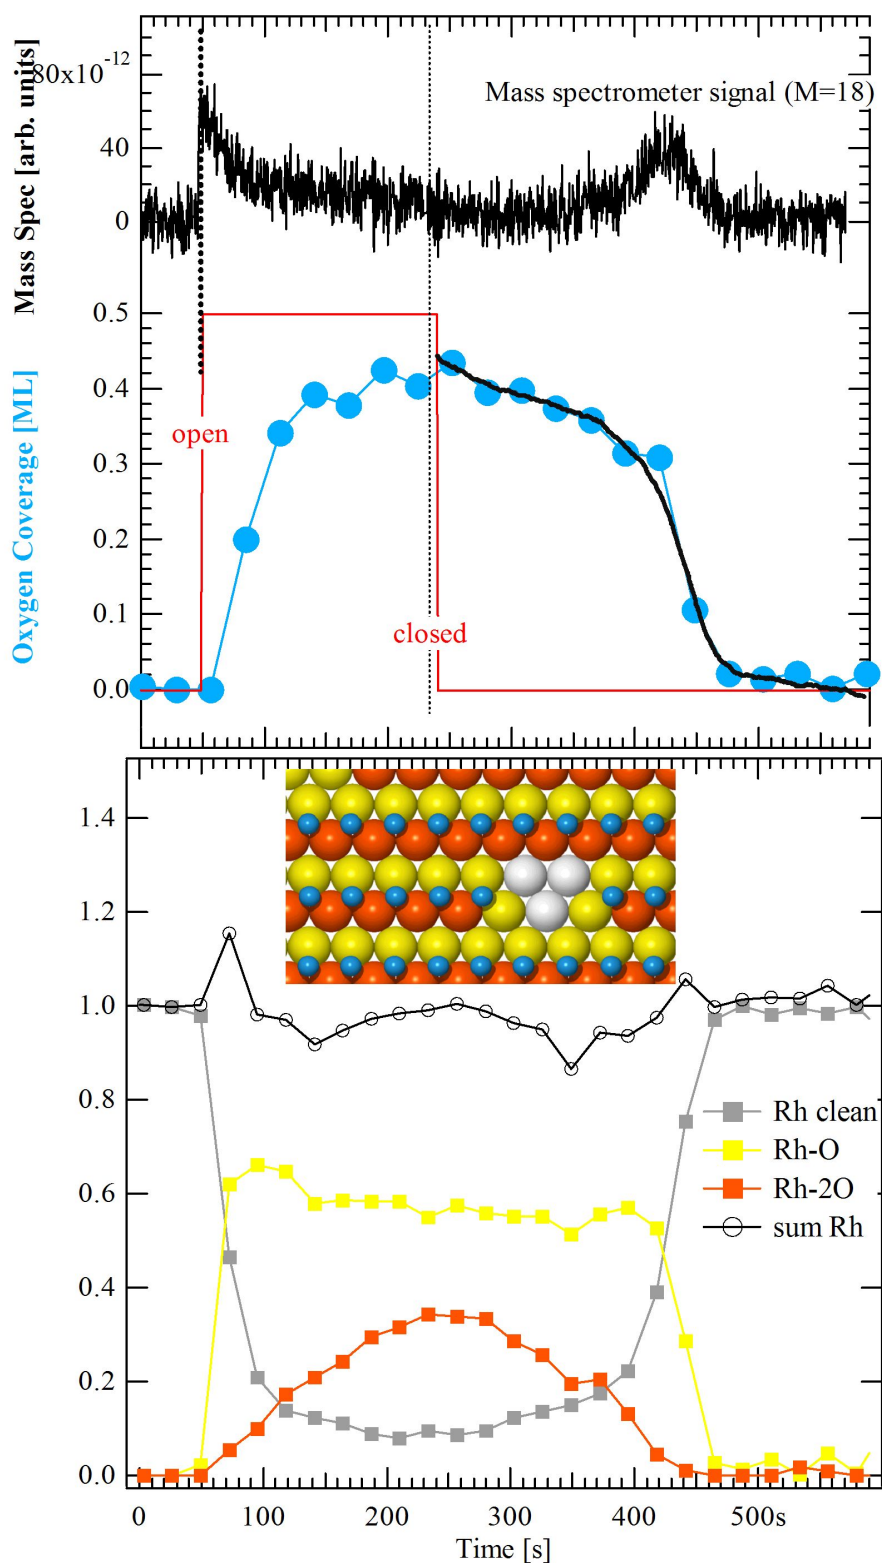 Mass Spec [arb. units]
80x10-12
40
0
Mass spectrometer signal (M=18)
Oxygen Coverage [ML]
0.5
0.4
0.3
0.2
0.1
0.0
open
closed
1.4
1.2
1.0
0.8
0.6
0.4
0.2
0.0
Rh clean
Rh-O
Rh-2O
sum Rh
0 100 200 300 400 500s
Time [s]